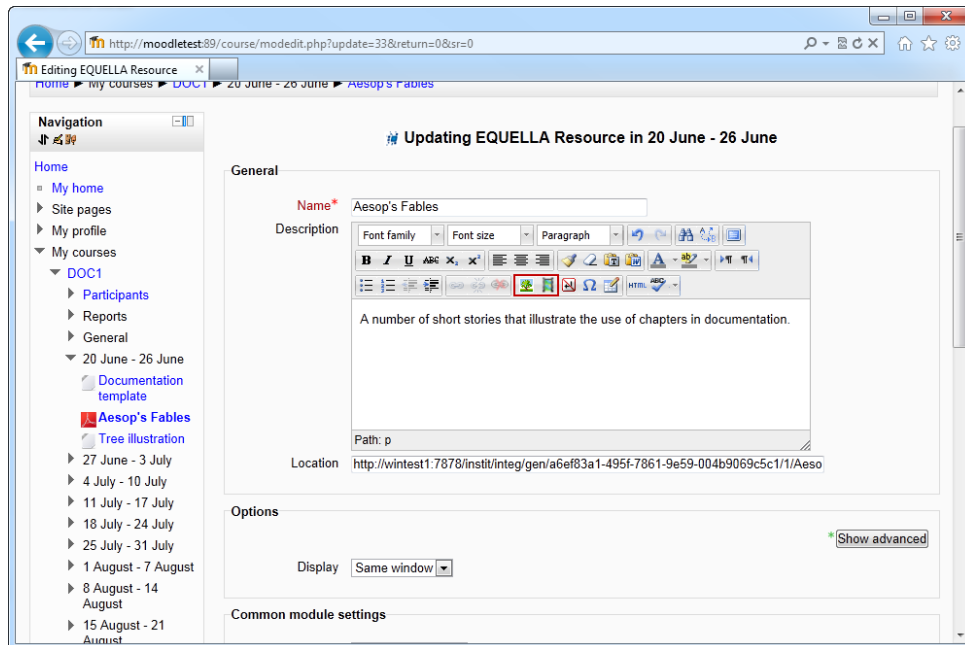 http://moodletest:89/course/modedit.php?update=33&return=0&sr=0
Editing EQUELLA Resource
Home ► My courses ► DOC1 ► 20 June - 26 June ► Aesop's Fables
Navigation
Home
My home
Site pages
My profile
My courses
DOC1
Participants
Reports
General
20 June - 26 June
Documentation
template
Aesop's Fables
Tree illustration
27 June - 3 July
4 July - 10 July
11 July - 17 July
18 July - 24 July
25 July - 31 July
1 August - 7 August
8 August - 14
August
15 August - 21
August
Updating EQUELLA Resource in 20 June - 26 June
General
Name*
Aesop's Fables
Description
Font family Font size Paragraph
B I U ABC x₂ x² A ab
Ω HTML ABC
A number of short stories that illustrate the use of chapters in documentation.
Path: p
Location http://wintest1:7878/instit/integ/gen/a6ef83a1-495f-7861-9e59-004b9069c5c1/1/Aeso
Options
* Show advanced
Display Same window
Common module settings